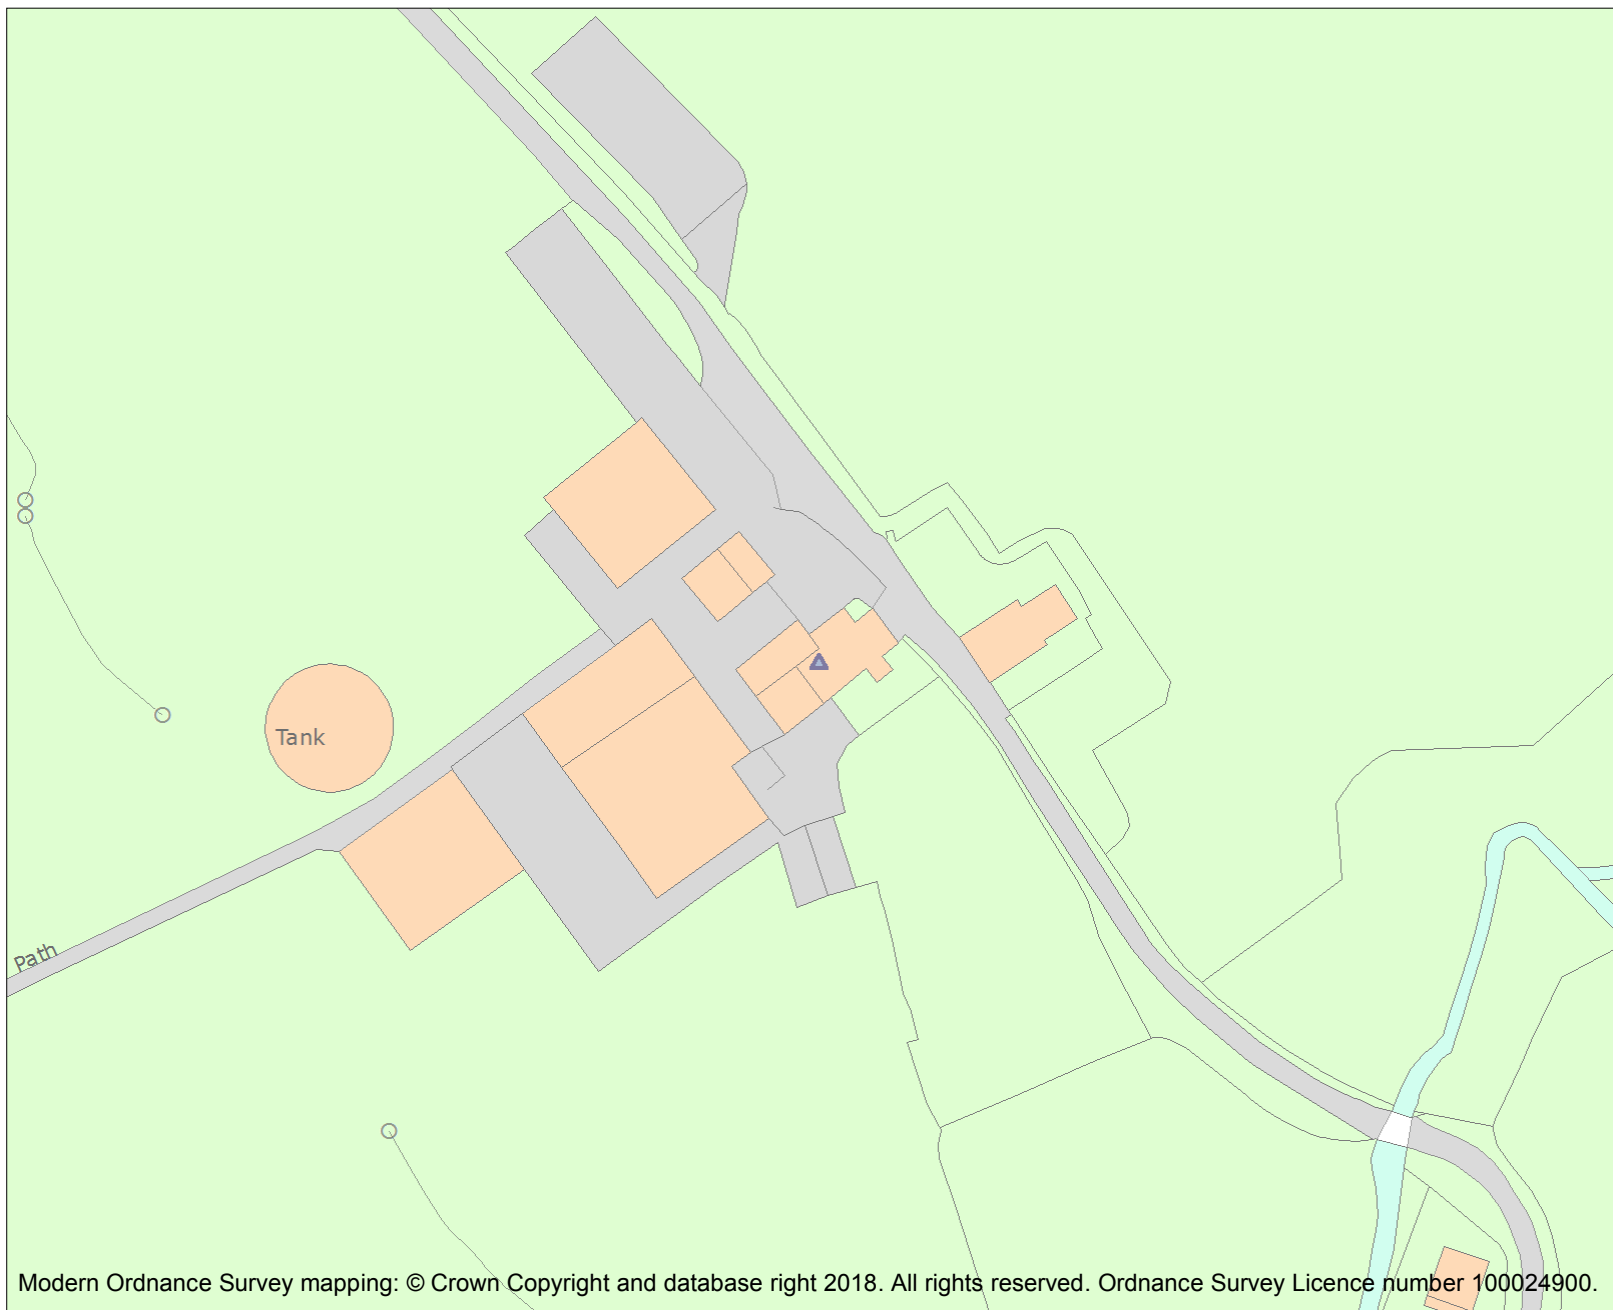 Tank
Path
Modern Ordnance Survey mapping: © Crown Copyright and database right 2018. All rights reserved. Ordnance Survey Licence number 100024900.